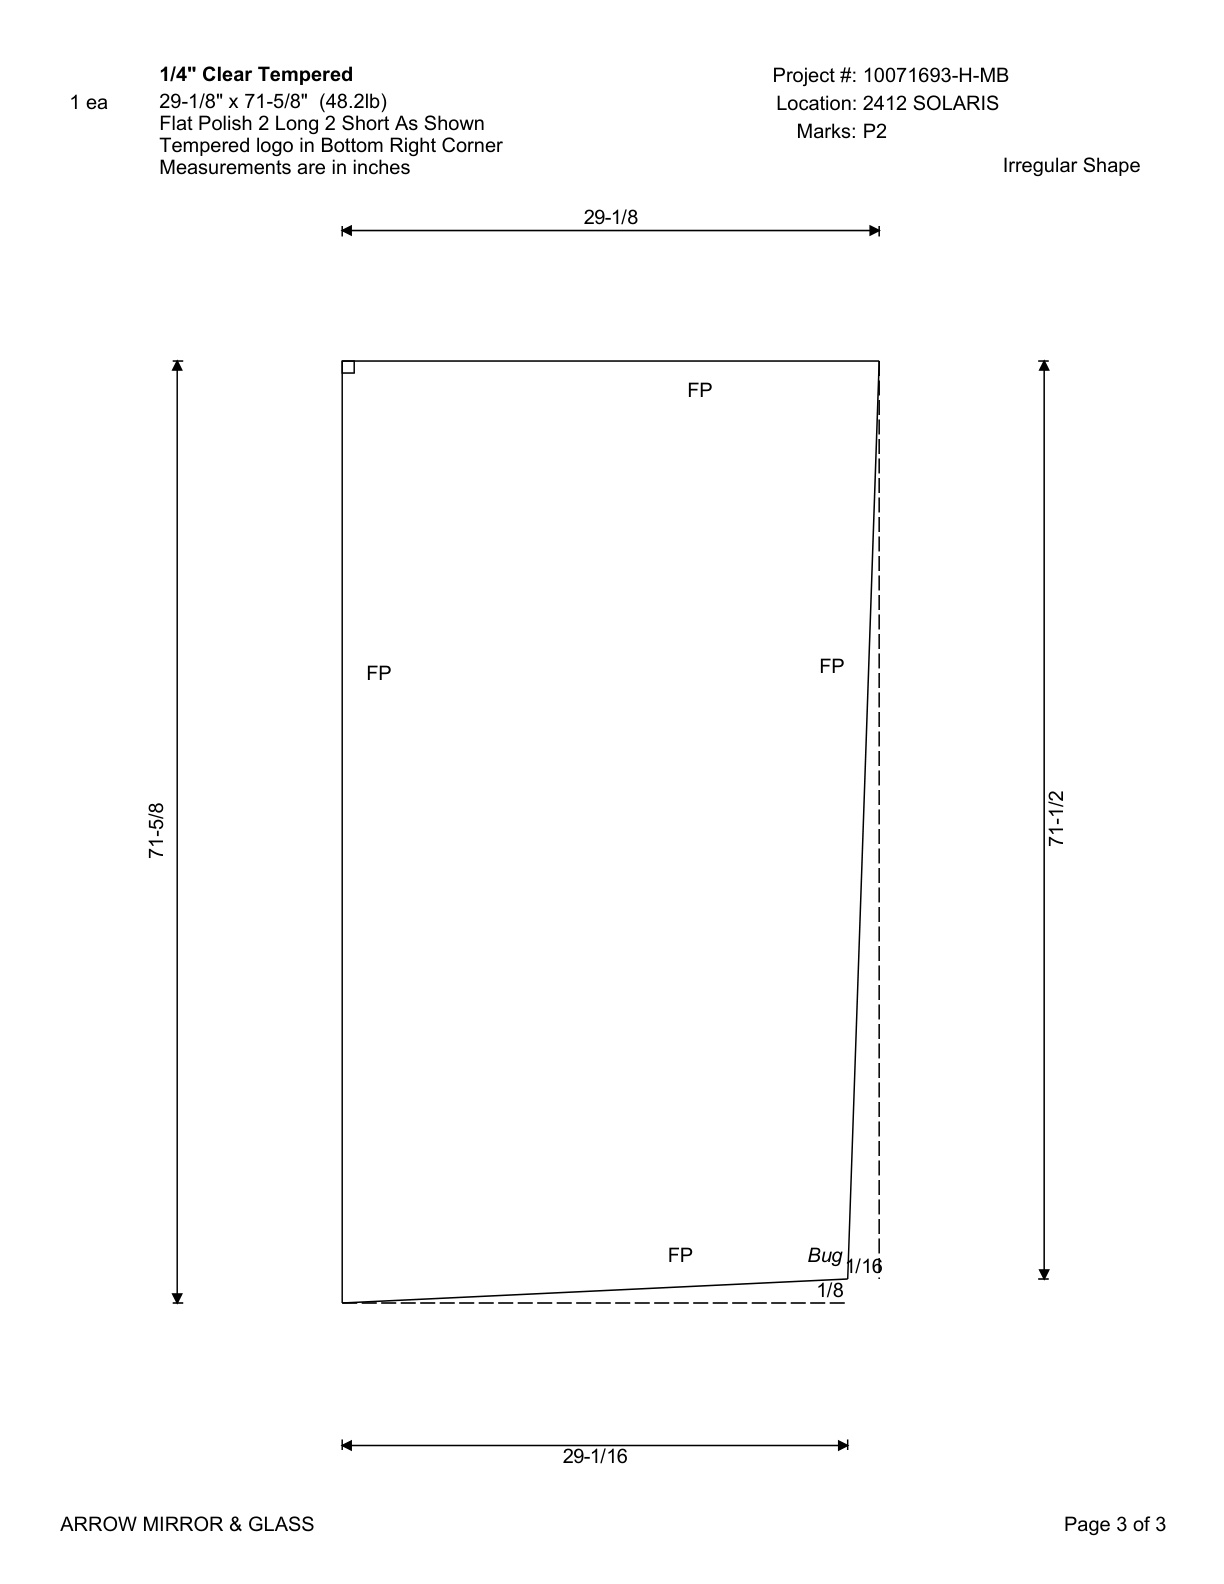 1/4" Clear Tempered
1 ea
29-1/8" x 71-5/8" (48.2lb)
Flat Polish 2 Long 2 Short As Shown
Tempered logo in Bottom Right Corner
Measurements are in inches
Project #: 10071693-H-MB
Location: 2412 SOLARIS
Marks: P2
Irregular Shape
29-1/8
FP
FP
FP
71-5/8
71-1/2
FP
Bug
1/16
1/8
29-1/16
ARROW MIRROR & GLASS
Page 3 of 3